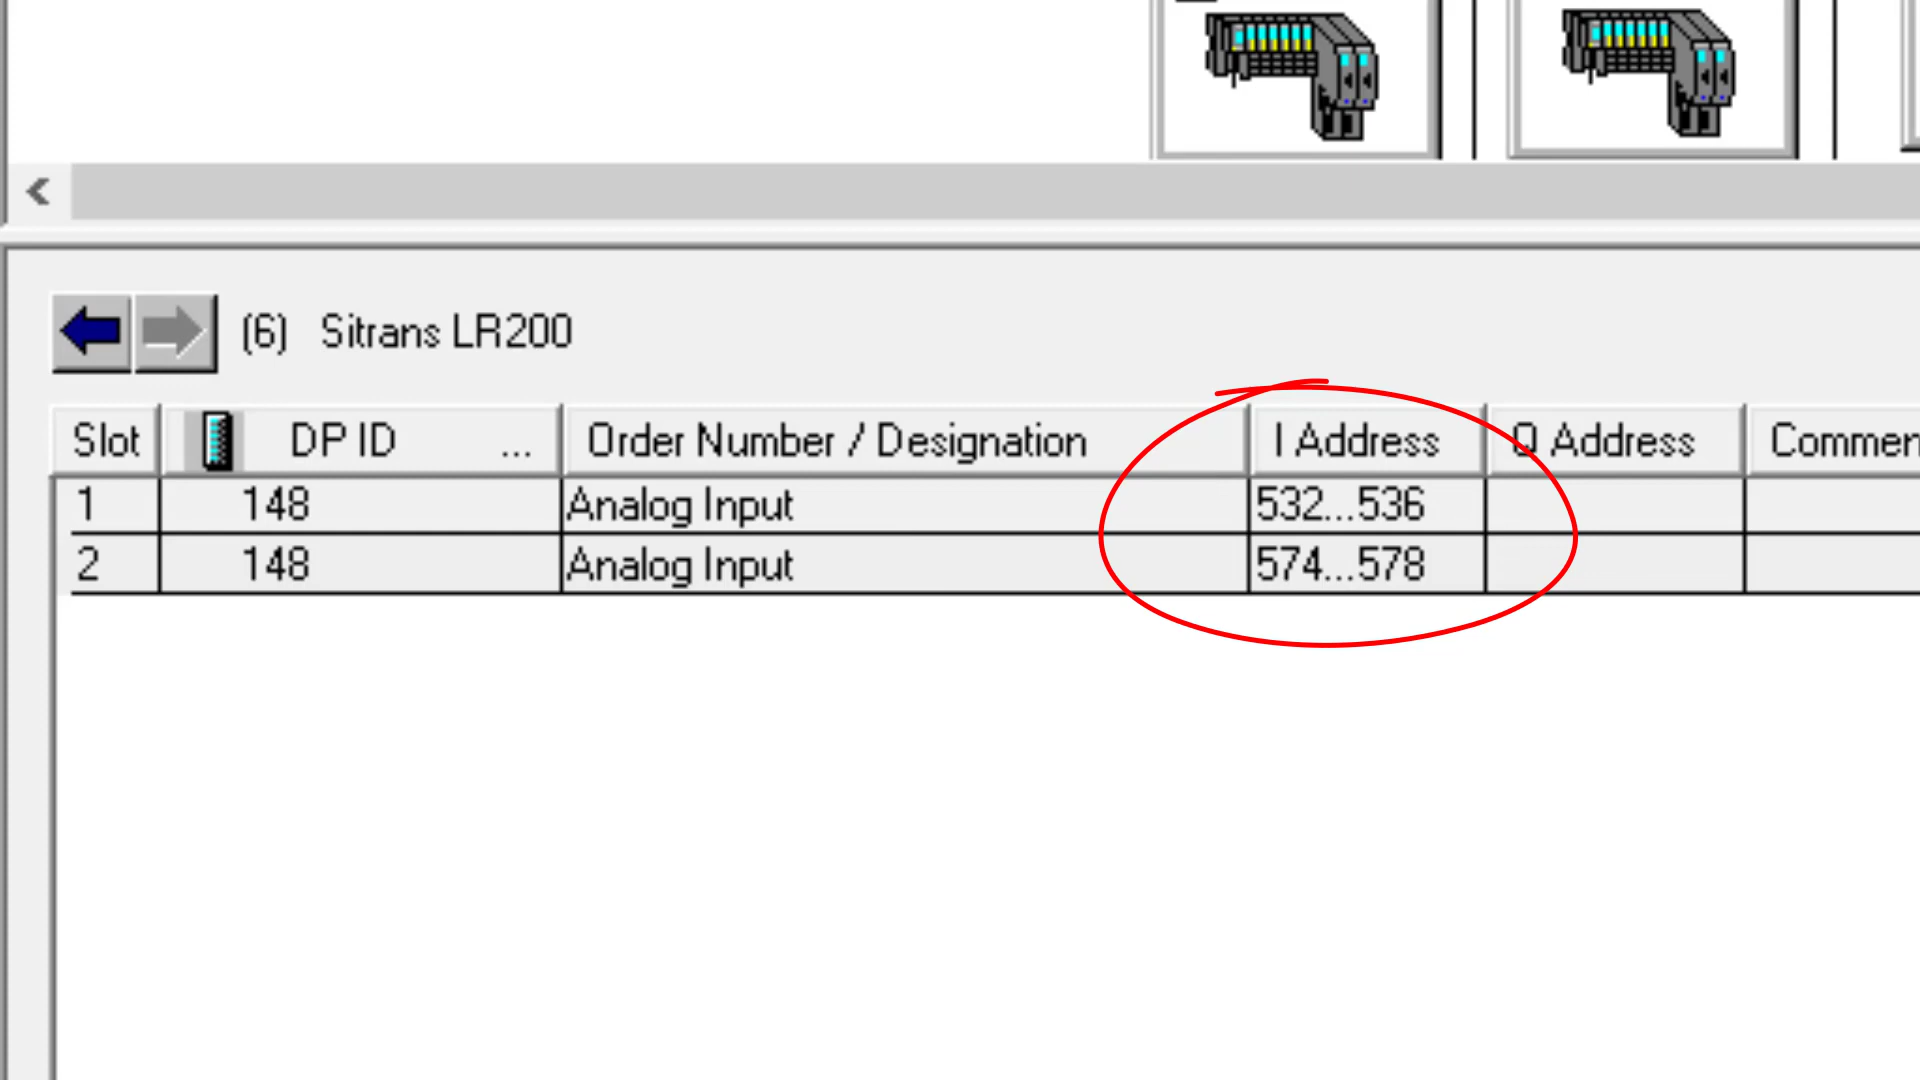 (6) Sitrans LR200
Slot DP ID ... Order Number / Designation I Address Q Address Commen
1 148 Analog Input 532...536
2 148 Analog Input 574...578